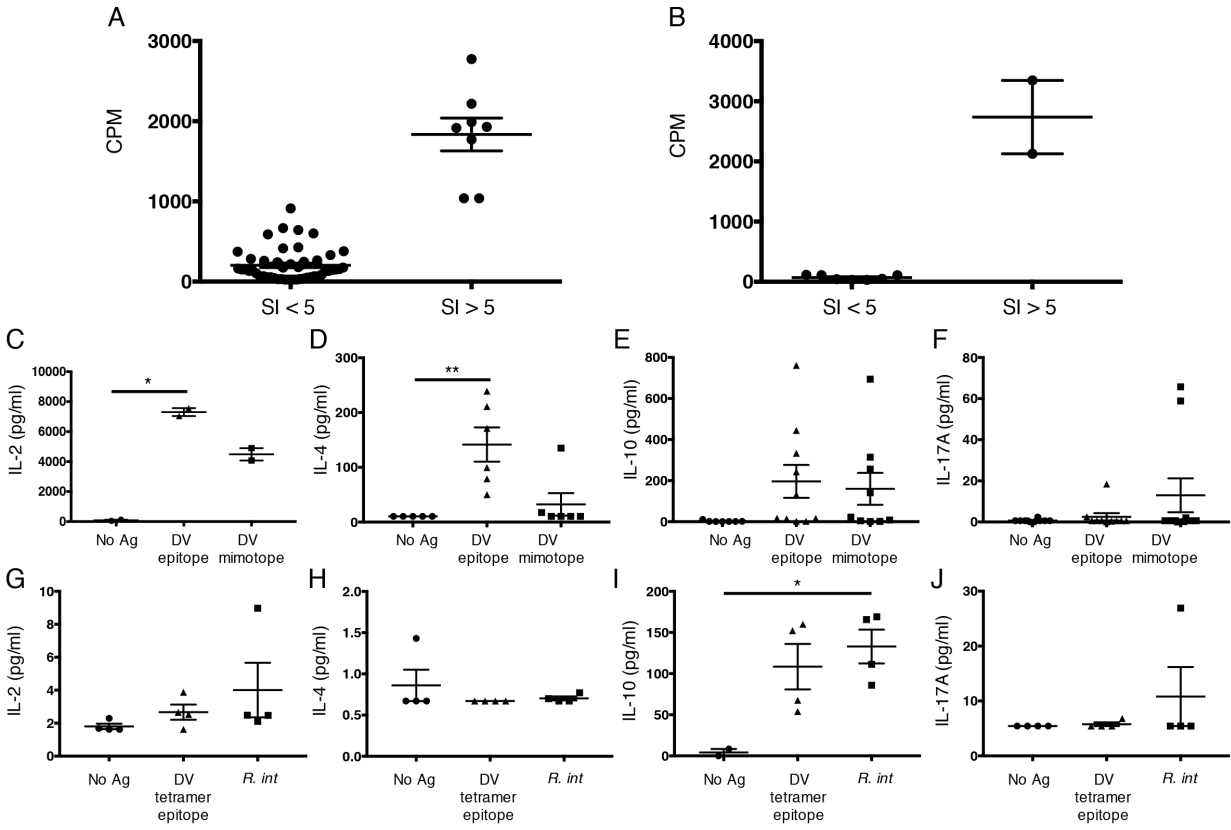 A
CPM
3000
2000
1000
0
SI < 5
SI > 5
B
CPM
4000
3000
2000
1000
0
SI < 5
SI > 5
C
IL-2 (pg/ml)
10000
8000
6000
4000
2000
0
*
No Ag
DV
epitope
DV
mimotope
D
IL-4 (pg/ml)
300
200
100
0
**
No Ag
DV
epitope
DV
mimotope
E
IL-10 (pg/ml)
800
600
400
200
0
No Ag
DV
epitope
DV
mimotope
F
IL-17A (pg/ml)
80
60
40
20
0
No Ag
DV
epitope
DV
mimotope
G
IL-2 (pg/ml)
10
8
6
4
2
0
No Ag
DV
tetramer
epitope
R. int
H
IL-4 (pg/ml)
2.0
1.5
1.0
0.5
0.0
No Ag
DV
tetramer
epitope
R. int
I
IL-10 (pg/ml)
200
150
100
50
0
*
No Ag
DV
tetramer
epitope
R. int
J
IL-17A (pg/ml)
30
20
10
0
No Ag
DV
tetramer
epitope
R. int